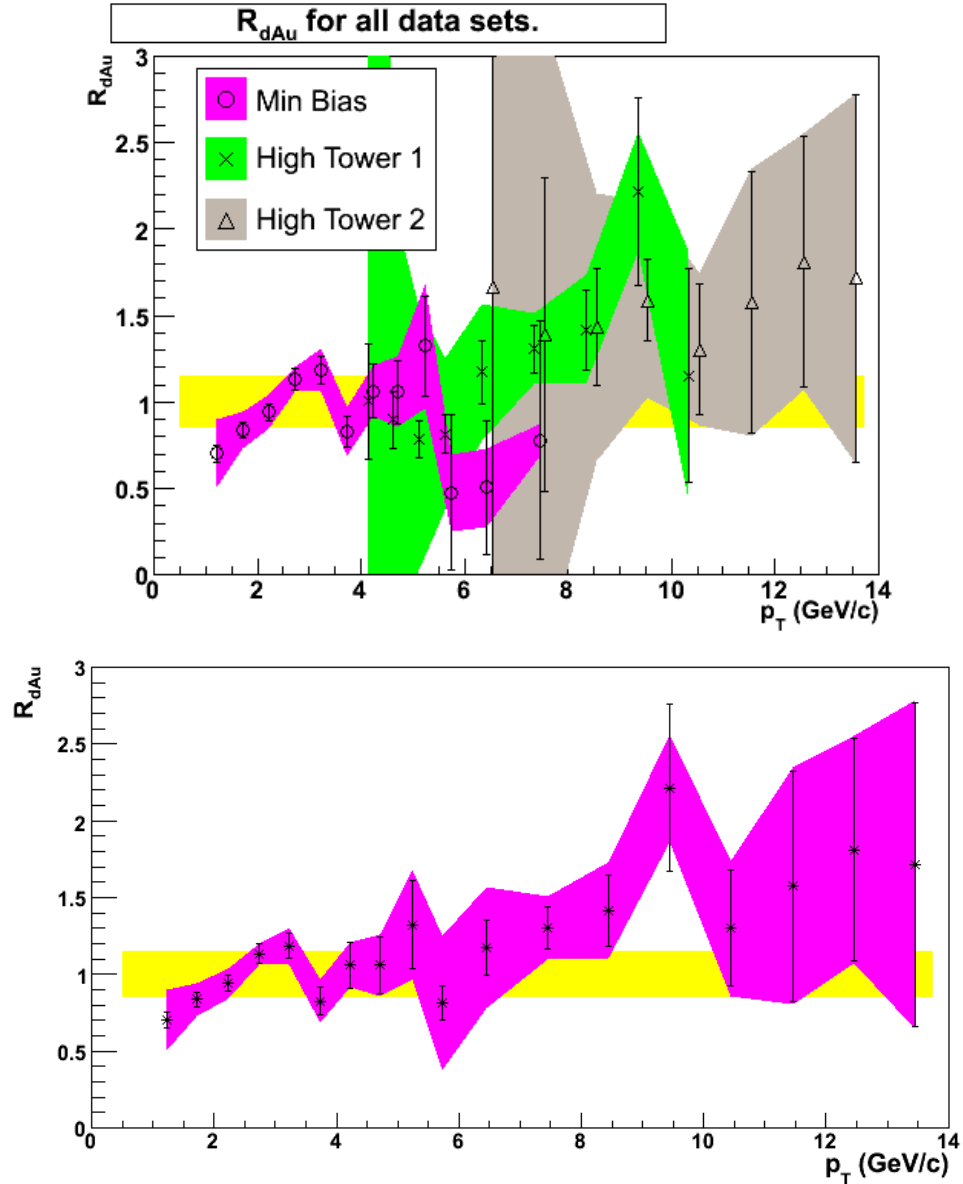 R_dAu for all data sets.
R_dAu
3
2.5
2
1.5
1
0.5
0
Min Bias
High Tower 1
High Tower 2
0 2 4 6 8 10 12 14
p_T (GeV/c)
R_dAu
3
2.5
2
1.5
1
0.5
0
0 2 4 6 8 10 12 14
p_T (GeV/c)